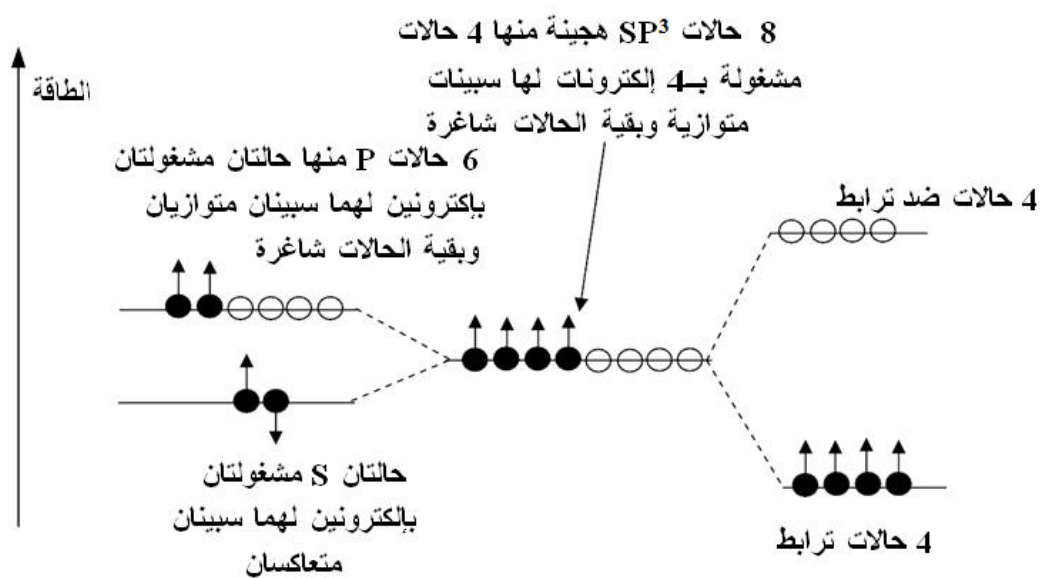 8 حالات SP³ هجينة منها 4 حالات
مشغولة بـ4 إلكترونات لها سبينات
متوازية وبقية الحالات شاغرة
الطاقة
6 حالات P منها حالتان مشغولتان
بإكترونين لهما سبينان متوازيان
وبقية الحالات شاغرة
4 حالات ضد ترابط
حالتان S مشغولتان
بإلكترونين لهما سبينان
متعاكسان
4 حالات ترابط